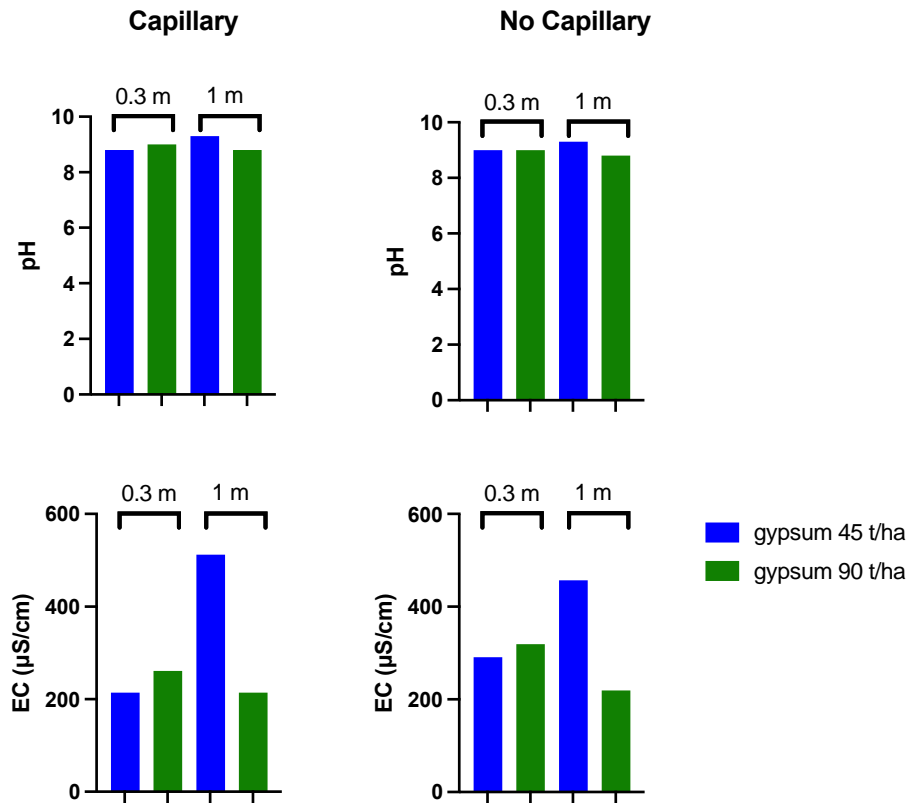 Capillary
No Capillary
0.3 m
1 m
10
8
6
4
2
0
pH
0.3 m
1 m
10
8
6
4
2
0
pH
0.3 m
1 m
600
400
200
0
EC (µS/cm)
0.3 m
1 m
600
400
200
0
EC (µS/cm)
gypsum 45 t/ha
gypsum 90 t/ha